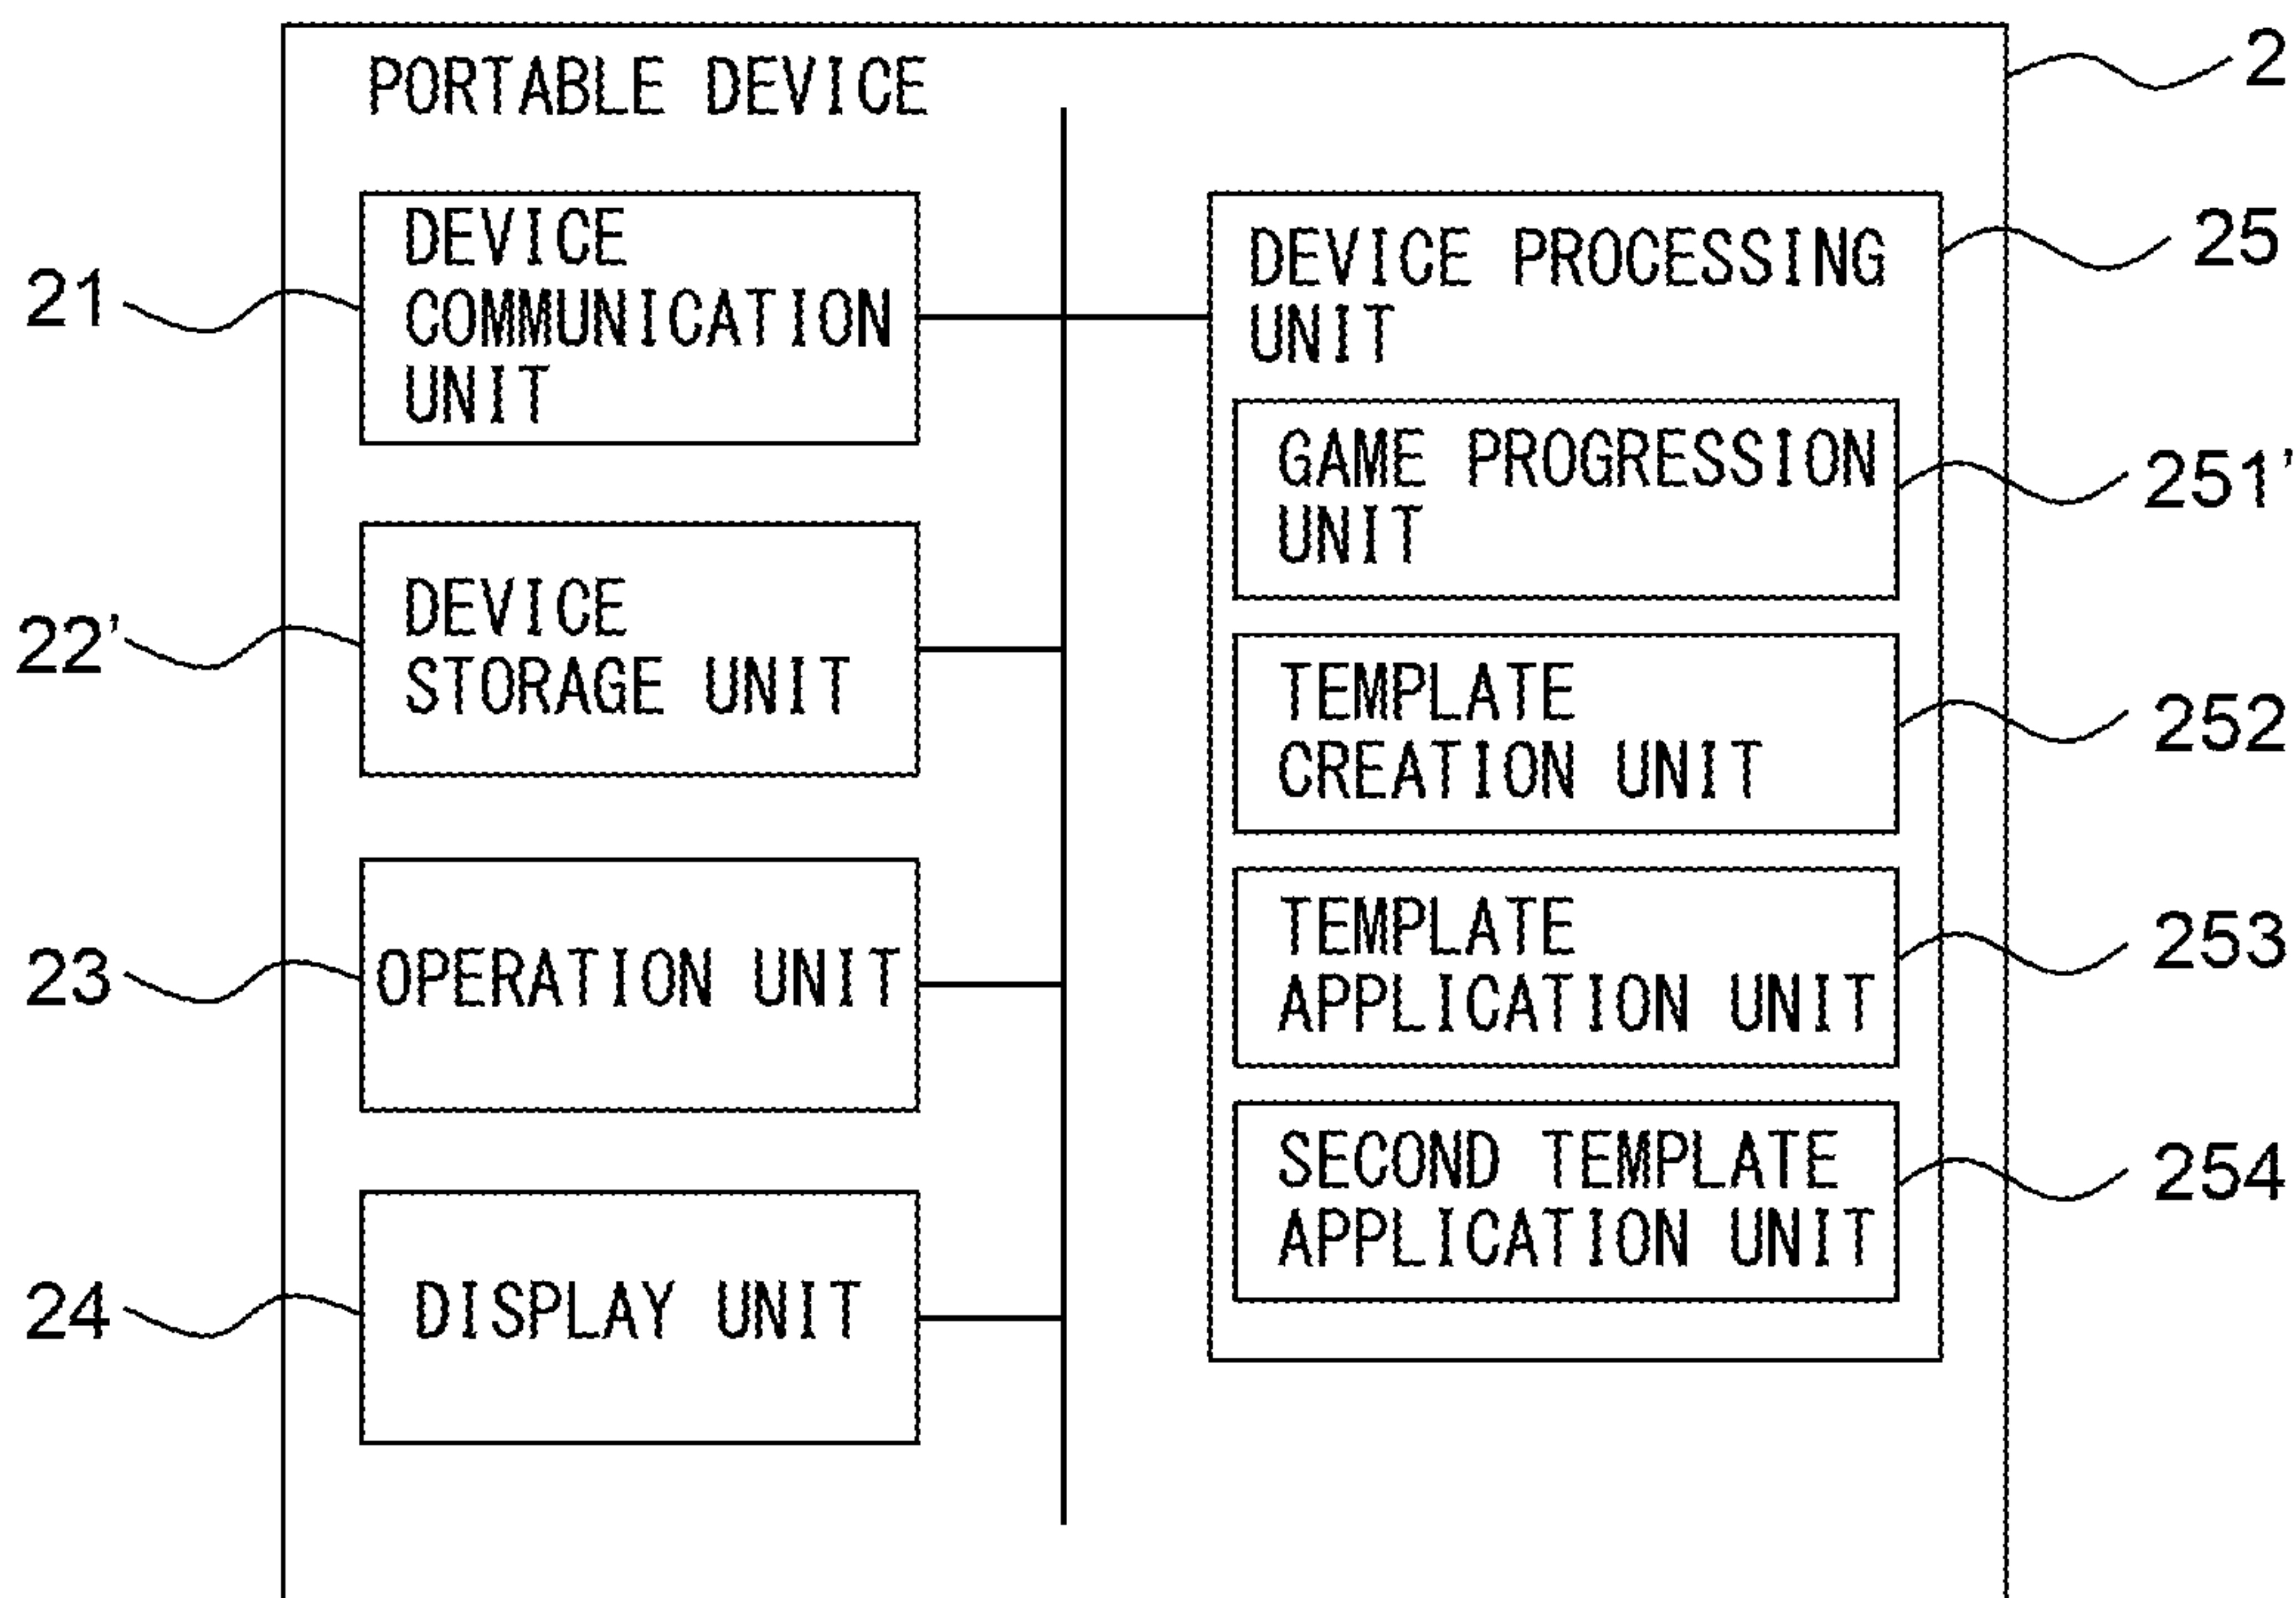 PORTABLE DEVICE
2
DEVICE
COMMUNICATION
UNIT
21
DEVICE
STORAGE UNIT
22'
OPERATION UNIT
23
DISPLAY UNIT
24
DEVICE PROCESSING
UNIT
25
GAME PROGRESSION
UNIT
251'
TEMPLATE
CREATION UNIT
252
TEMPLATE
APPLICATION UNIT
253
SECOND TEMPLATE
APPLICATION UNIT
254